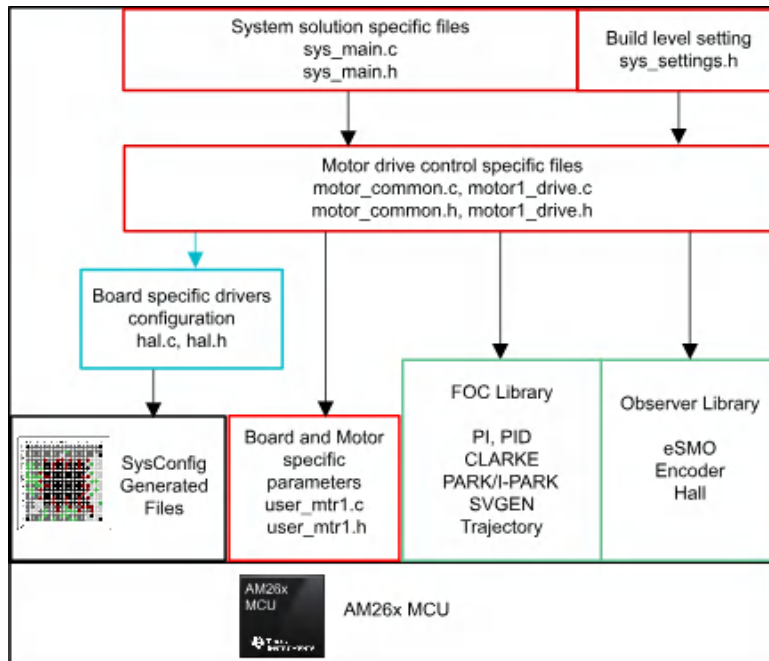 System solution specific files
sys_main.c
sys_main.h
Build level setting
sys_settings.h
Motor drive control specific files
motor_common.c, motor1_drive.c
motor_common.h, motor1_drive.h
Board specific drivers
configuration
hal.c, hal.h
SysConfig
Generated
Files
Board and Motor
specific
parameters
user_mtr1.c
user_mtr1.h
FOC Library
PI, PID
CLARKE
PARK/I-PARK
SVGEN
Trajectory
Observer Library
eSMO
Encoder
Hall
AM26x
MCU
Texas
Instruments
AM26x MCU